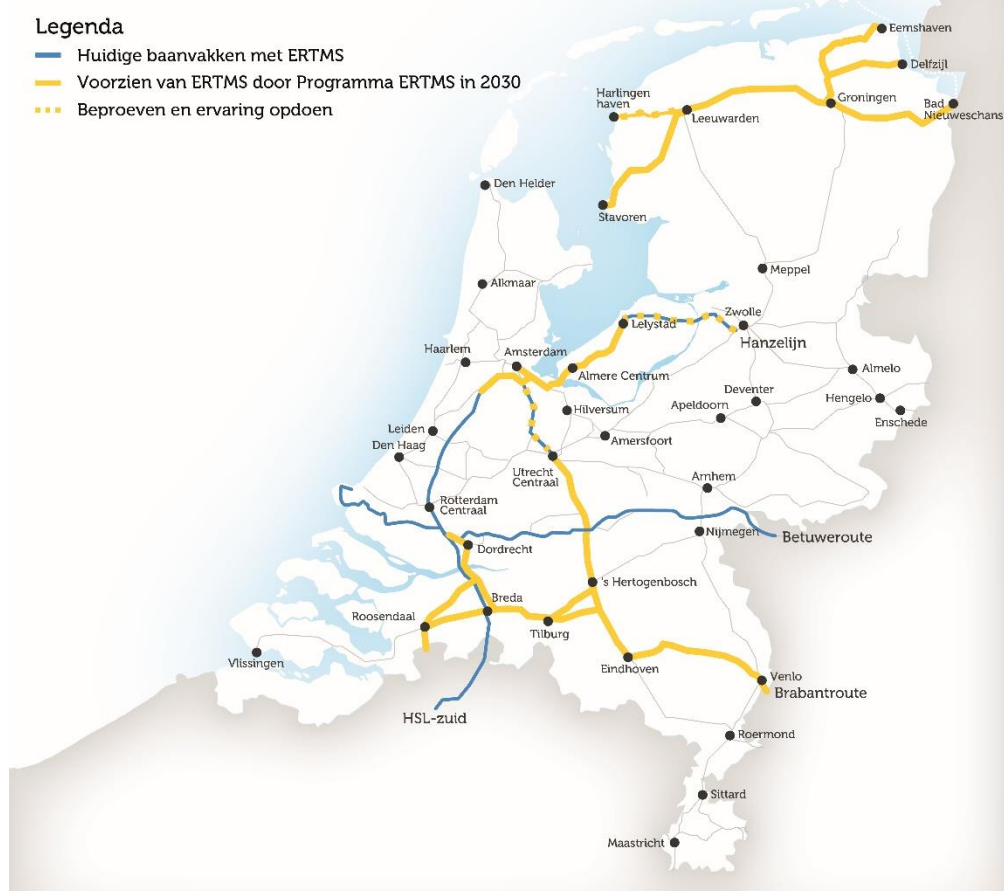 Legenda
Huidige baanvakken met ERTMS
Voorzien van ERTMS door Programma ERTMS in 2030
Beproeven en ervaring opdoen
Eemshaven
Delfzijl
Harlingen
haven
Leeuwarden
Groningen
Bad
Nieuweschans
Den Helder
Stavoren
Meppel
Alkmaar
Lelystad
Zwolle
Hanzelijn
Haarlem
Amsterdam
Almere Centrum
Almelo
Deventer
Hengelo
Enschede
Hilversum
Apeldoorn
Leiden
Amersfoort
Den Haag
Utrecht
Centraal
Arnhem
Rotterdam
Centraal
Nijmegen
Betuweroute
Dordrecht
's Hertogenbosch
Breda
Roosendaal
Tilburg
Vlissingen
Eindhoven
Venlo
Brabantroute
HSL-zuid
Roermond
Sittard
Maastricht